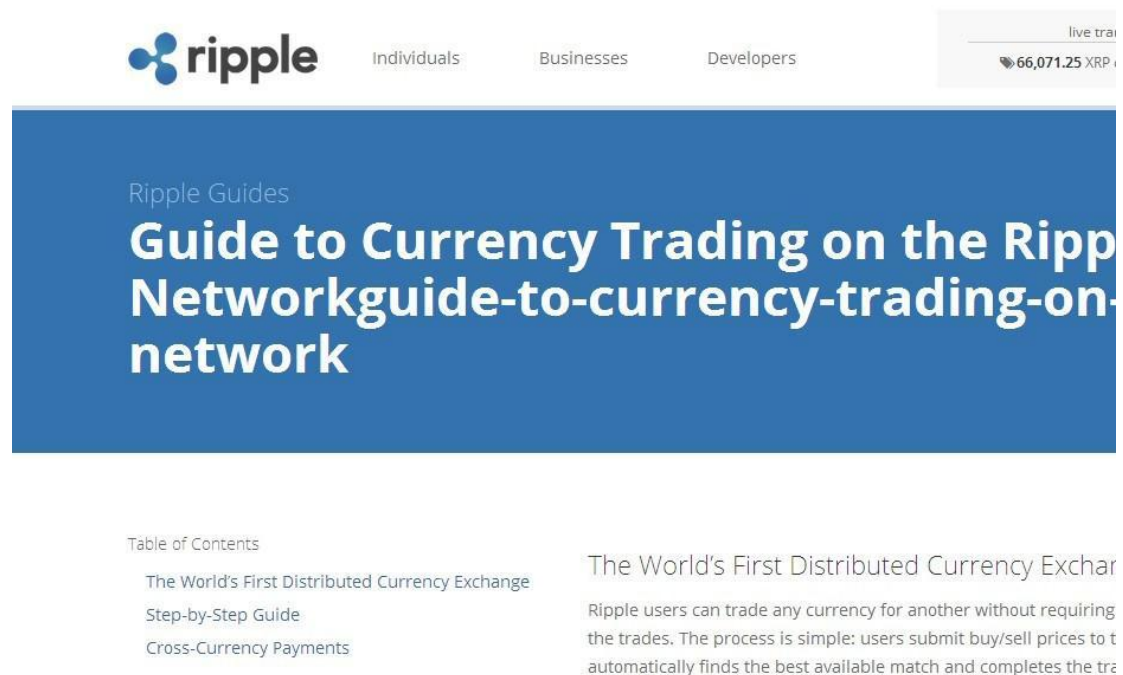 ripple
Individuals
Businesses
Developers
live
66,071.25 XRP
Ripple Guides
Guide to Currency Trading on the Ripp
Networkguide-to-currency-trading-on-
network
Table of Contents
The World's First Distributed Currency Exchange
Step-by-Step Guide
Cross-Currency Payments
The World's First Distributed Currency Exchan
Ripple users can trade any currency for another without requiring
the trades. The process is simple: users submit buy/sell prices to t
automatically finds the best available match and completes the tra